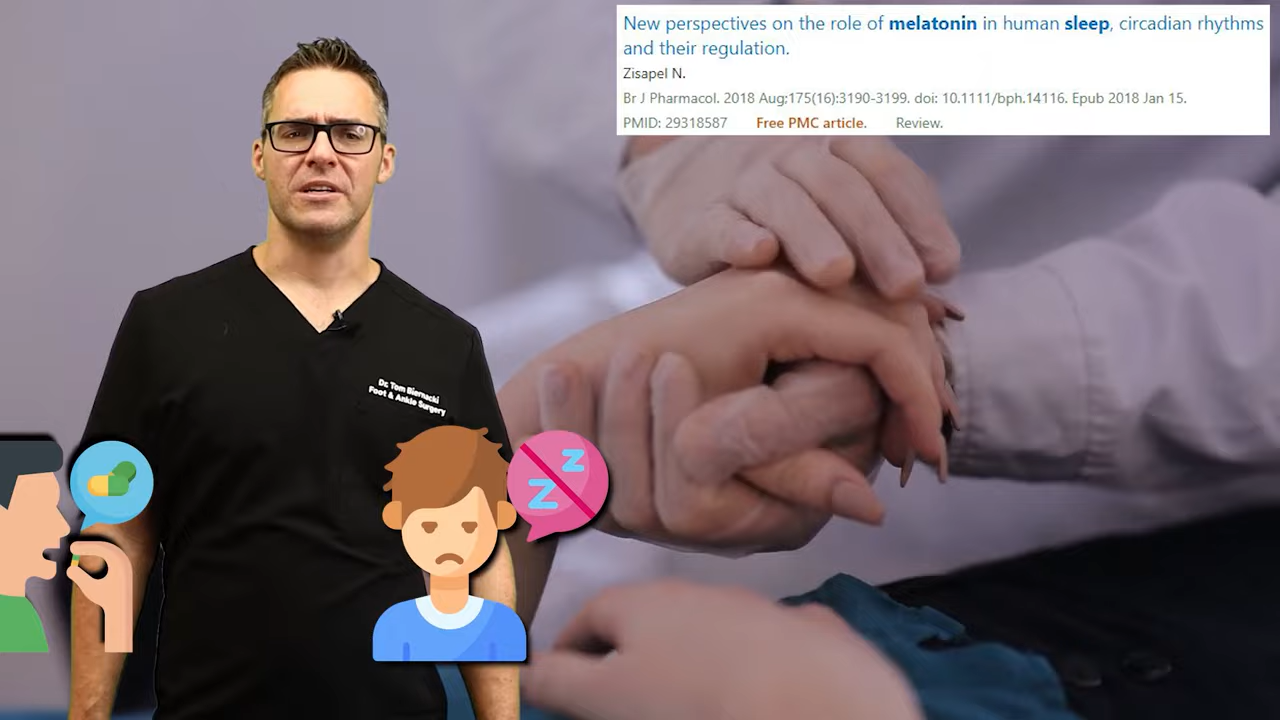 New perspectives on the role of melatonin in human sleep, circadian rhythms
and their regulation.
Zisapel N.
Br J Pharmacol. 2018 Aug;175(16):3190-3199. doi: 10.1111/bph.14116. Epub 2018 Jan 15.
PMID: 29318587 Free PMC article. Review.
Dr. Tom Biernacki
Foot & Ankle Surgery
z
Z